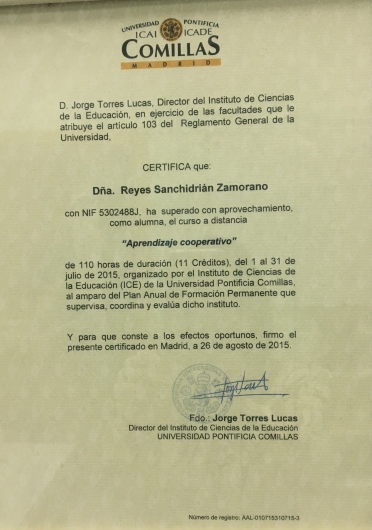 UNIVERSIDAD PONTIFICIA
ICAI ICADE
COMILLAS
MADRID
D. Jorge Torres Lucas, Director del Instituto de Ciencias
de la Educación, en ejercicio de las facultades que le
atribuye el artículo 103 del Reglamento General de la
Universidad,
CERTIFICA que:
Dña. Reyes Sanchidrián Zamorano
con NIF 5302488J, ha superado con aprovechamiento,
como alumna, el curso a distancia
"Aprendizaje cooperativo"
de 110 horas de duración (11 Créditos), del 1 al 31 de
julio de 2015, organizado por el Instituto de Ciencias de
la Educación (ICE) de la Universidad Pontificia Comillas,
al amparo del Plan Anual de Formación Permanente que
supervisa, coordina y evalúa dicho instituto.
Y para que conste a los efectos oportunos, firmo el
presente certificado en Madrid, a 26 de agosto de 2015.
Fdo.: Jorge Torres Lucas
Director del Instituto de Ciencias de la Educación
UNIVERSIDAD PONTIFICIA COMILLAS
Número de registro: AAL-010715310715-3